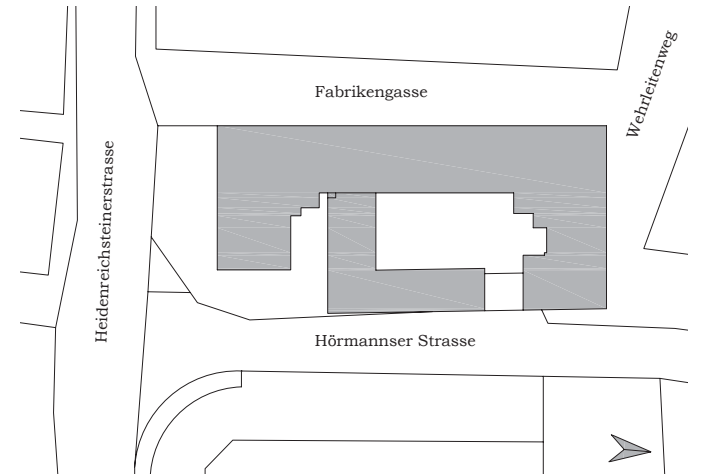 Fabrikengasse
Wehrleitenweg
Heidenreichsteinerstrasse
Hörmannser Strasse